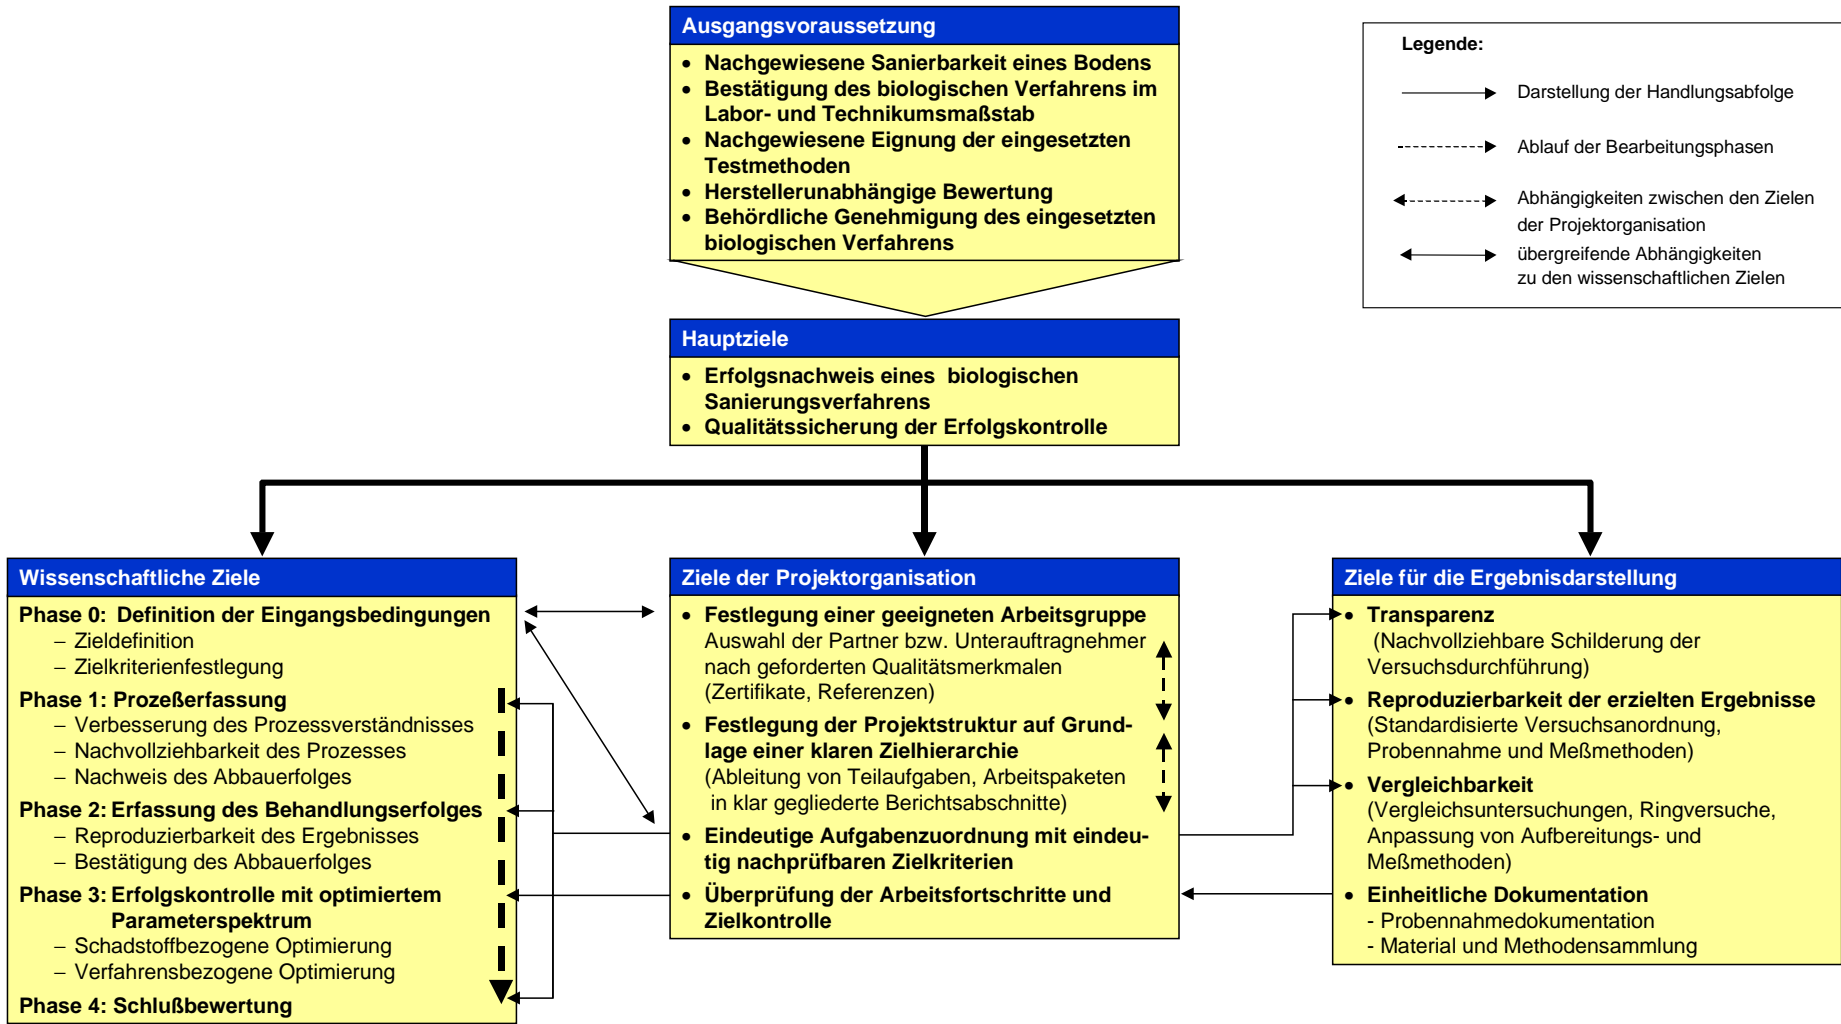 Ausgangsvoraussetzung
• Nachgewiesene Sanierbarkeit eines Bodens
• Bestätigung des biologischen Verfahrens im
Labor- und Technikumsmaßstab
• Nachgewiesene Eignung der eingesetzten
Testmethoden
• Herstellerunabhängige Bewertung
• Behördliche Genehmigung des eingesetzten
biologischen Verfahrens
Legende:
Darstellung der Handlungsabfolge
Ablauf der Bearbeitungsphasen
Abhängigkeiten zwischen den Zielen
der Projektorganisation
übergreifende Abhängigkeiten
zu den wissenschaftlichen Zielen
Hauptziele
• Erfolgsnachweis eines biologischen
Sanierungsverfahrens
• Qualitätssicherung der Erfolgskontrolle
Wissenschaftliche Ziele
Phase 0: Definition der Eingangsbedingungen
– Zieldefinition
– Zielkriterienfestlegung
Phase 1: Prozeßerfassung
– Verbesserung des Prozessverständnisses
– Nachvollziehbarkeit des Prozesses
– Nachweis des Abbauerfolges
Phase 2: Erfassung des Behandlungserfolges
– Reproduzierbarkeit des Ergebnisses
– Bestätigung des Abbauerfolges
Phase 3: Erfolgskontrolle mit optimiertem
Parameterspektrum
– Schadstoffbezogene Optimierung
– Verfahrensbezogene Optimierung
Phase 4: Schlußbewertung
Ziele der Projektorganisation
• Festlegung einer geeigneten Arbeitsgruppe
Auswahl der Partner bzw. Unterauftragnehmer
nach geforderten Qualitätsmerkmalen
(Zertifikate, Referenzen)
• Festlegung der Projektstruktur auf Grund-
lage einer klaren Zielhierarchie
(Ableitung von Teilaufgaben, Arbeitspaketen
in klar gegliederte Berichtsabschnitte)
• Eindeutige Aufgabenzuordnung mit eindeu-
tig nachprüfbaren Zielkriterien
• Überprüfung der Arbeitsfortschritte und
Zielkontrolle
Ziele für die Ergebnisdarstellung
• Transparenz
(Nachvollziehbare Schilderung der
Versuchsdurchführung)
• Reproduzierbarkeit der erzielten Ergebnisse
(Standardisierte Versuchsanordnung,
Probennahme und Meßmethoden)
• Vergleichbarkeit
(Vergleichsuntersuchungen, Ringversuche,
Anpassung von Aufbereitungs- und
Meßmethoden)
• Einheitliche Dokumentation
- Probennahmedokumentation
- Material und Methodensammlung